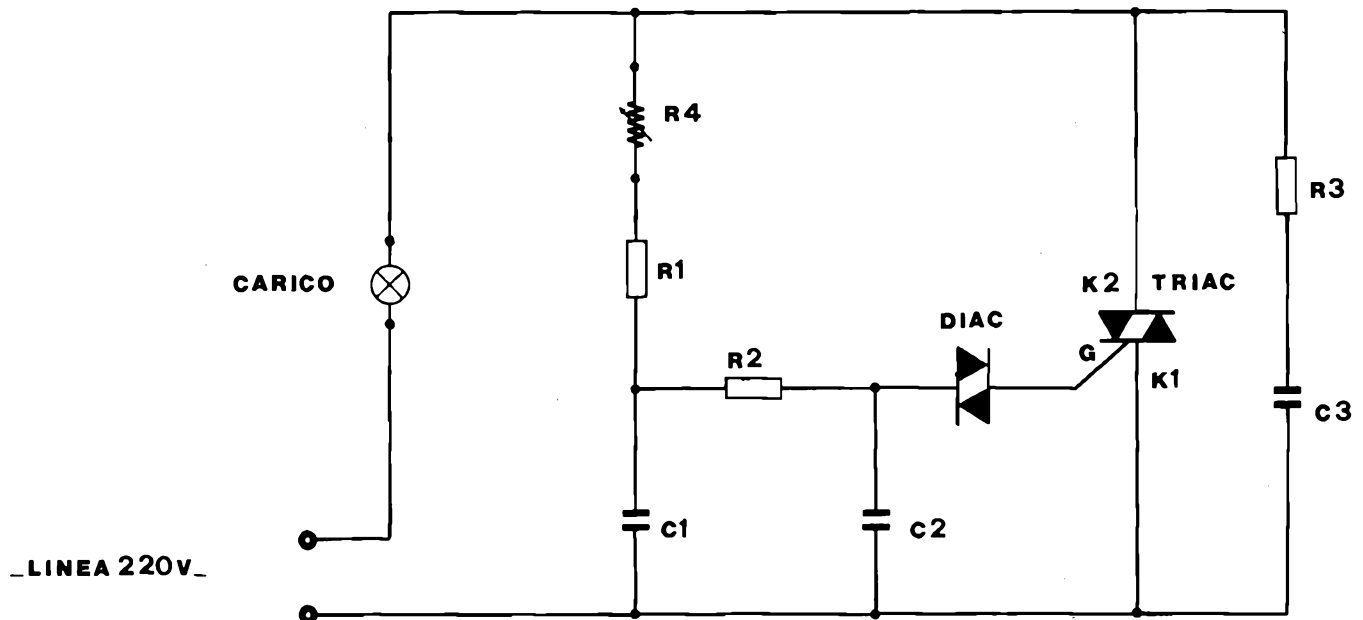 R4
R3
R1
CARICO
K2 TRIAC
DIAC
G
R2
K1
C3
C1
C2
_LINEA 220V_